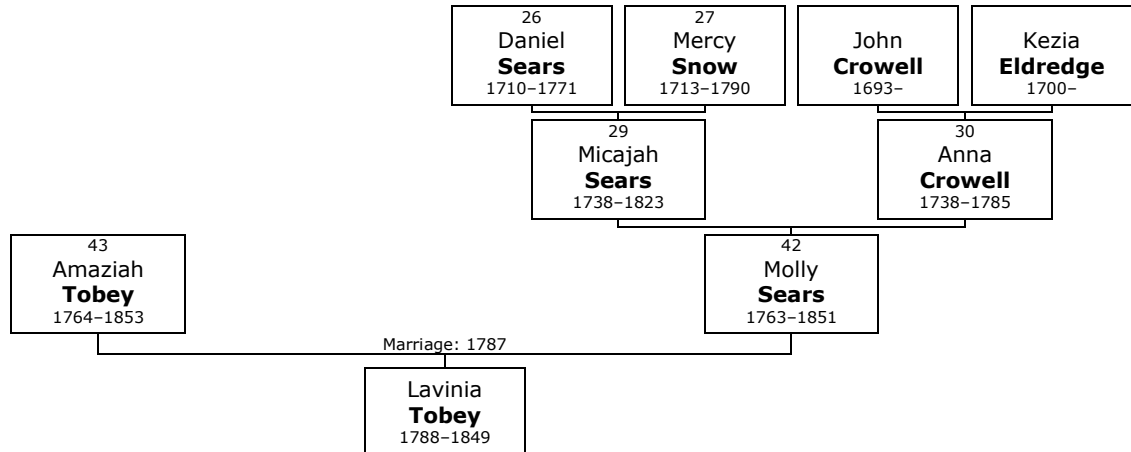 26
Daniel
Sears
1710–1771
27
Mercy
Snow
1713–1790
John
Crowell
1693–
Kezia
Eldredge
1700–
29
Micajah
Sears
1738–1823
30
Anna
Crowell
1738–1785
43
Amaziah
Tobey
1764–1853
42
Molly
Sears
1763–1851
Marriage: 1787
Lavinia
Tobey
1788–1849